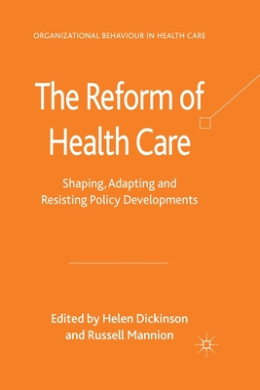 ORGANIZATIONAL BEHAVIOUR IN HEALTH CARE
The Reform of
Health Care
Shaping, Adapting and
Resisting Policy Developments
Edited by Helen Dickinson
and Russell Mannion